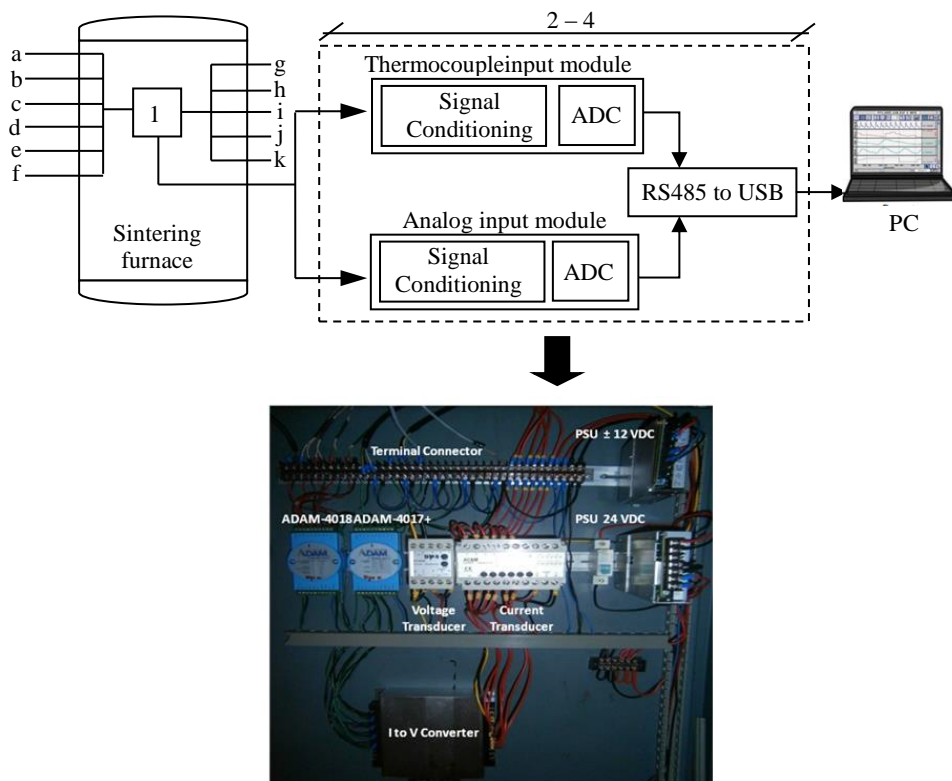 2 – 4
a
b
c
d
e
f
1
g
h
i
j
k
Sintering
furnace
Thermocoupleinput module
Signal
Conditioning
ADC
RS485 to USB
Analog input module
Signal
Conditioning
ADC
PC
Terminal Connector
PSU ± 12 VDC
ADAM-4018
ADAM-4017+
PSU 24 VDC
ADAM
ADAM
Voltage
Transducer
Current
Transducer
I to V Converter